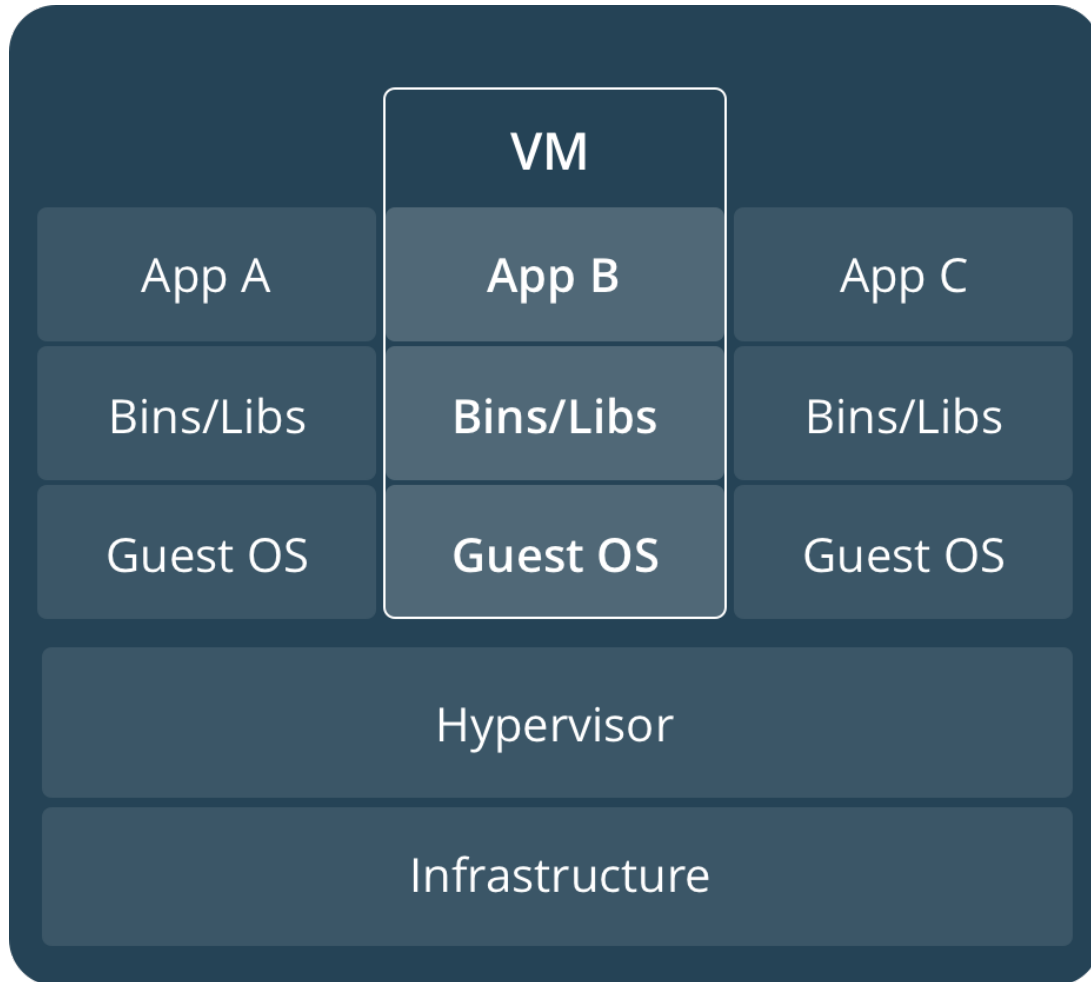 VM
App A
App B
App C
Bins/Libs
Bins/Libs
Bins/Libs
Guest OS
Guest OS
Guest OS
Hypervisor
Infrastructure